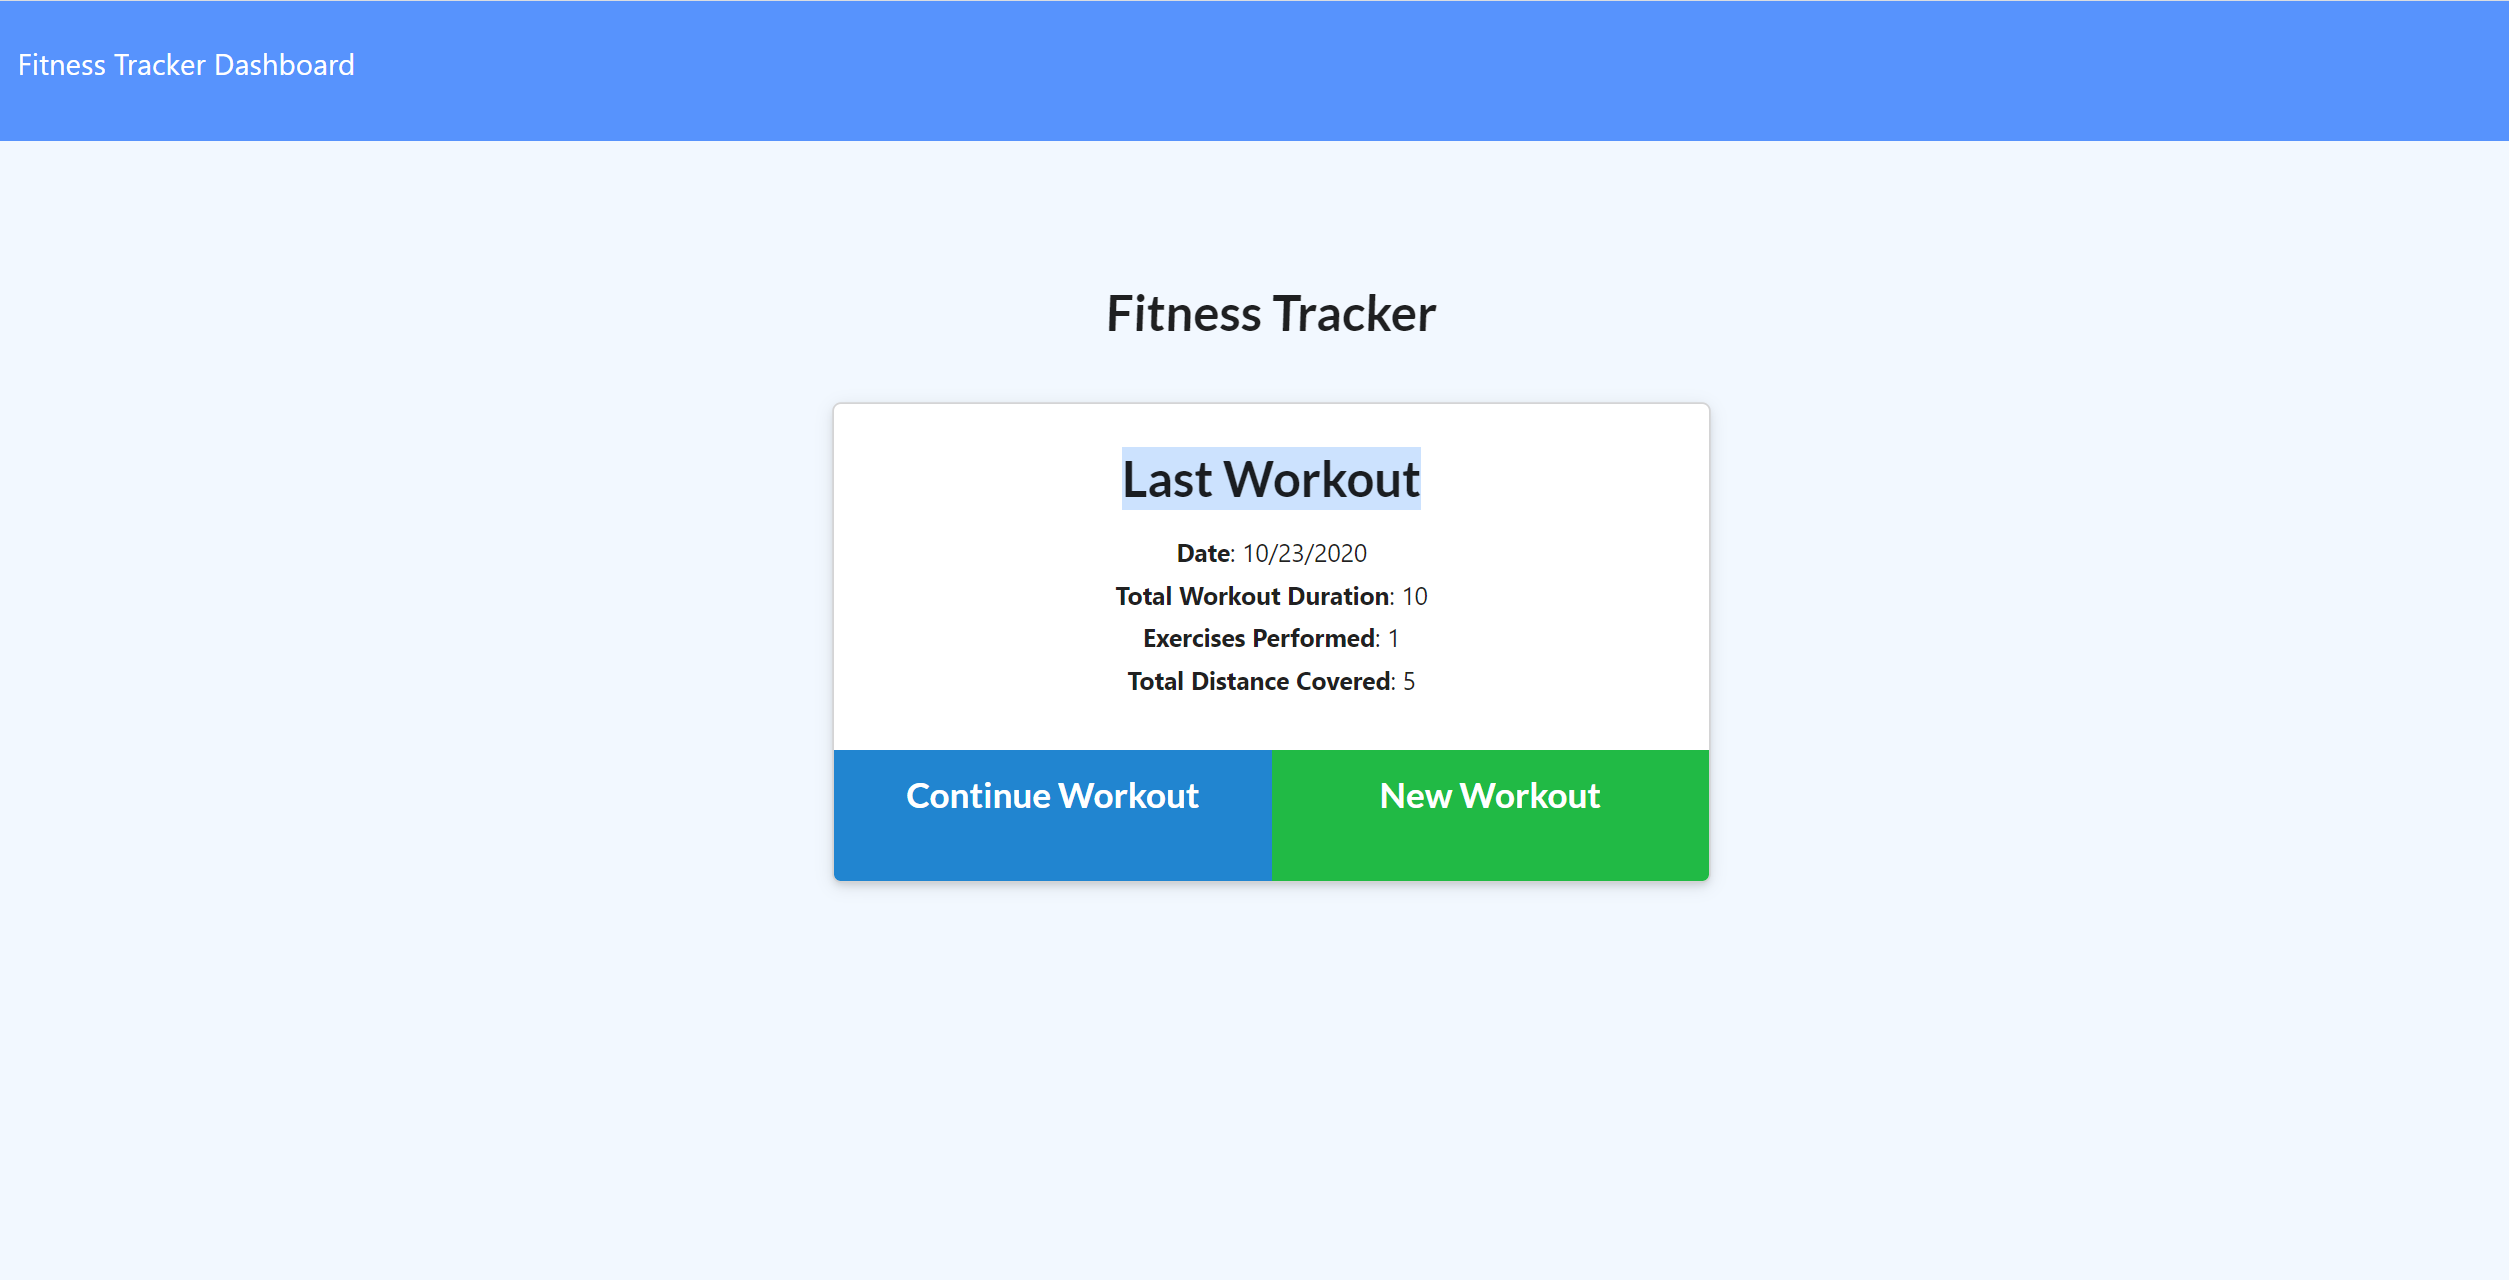 Fitness Tracker Dashboard
Fitness Tracker
Last Workout
Date: 10/23/2020
Total Workout Duration: 10
Exercises Performed: 1
Total Distance Covered: 5
Continue Workout
New Workout